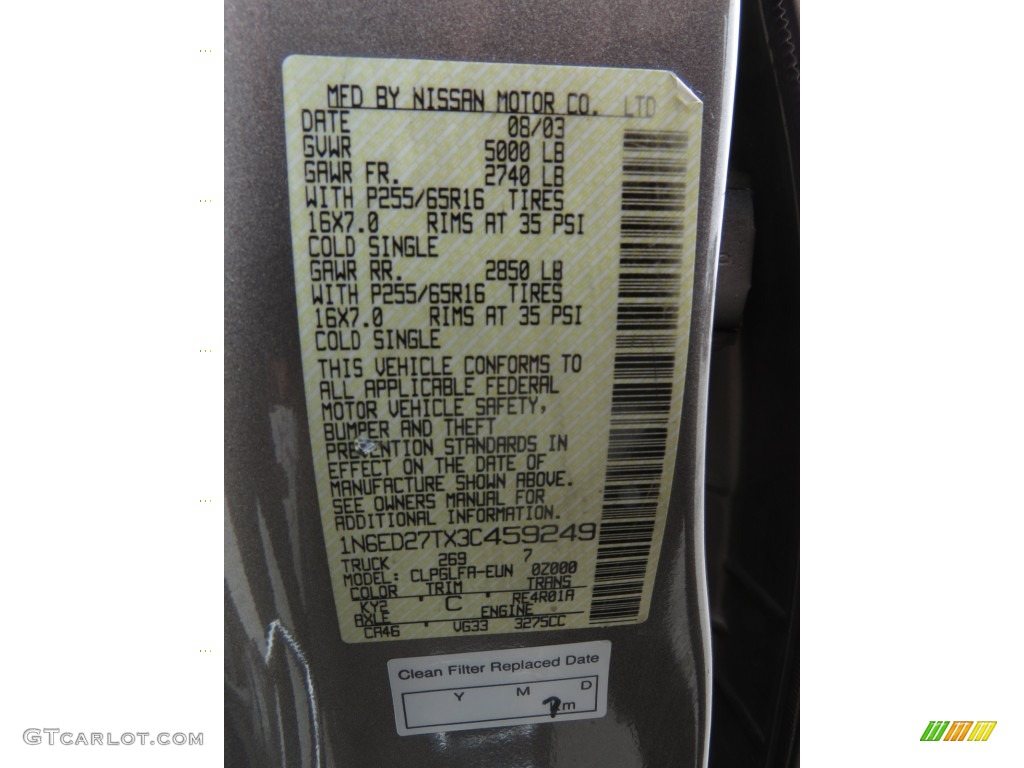 MFD BY NISSAN MOTOR CO. LTD
DATE 08/03
GVWR 5000 LB
GAWR FR. 2740 LB
WITH P255/65R16 TIRES
16X7.0 RIMS AT 35 PSI
COLD SINGLE
GAWR RR. 2850 LB
WITH P255/65R16 TIRES
16X7.0 RIMS AT 35 PSI
COLD SINGLE
THIS VEHICLE CONFORMS TO
ALL APPLICABLE FEDERAL
MOTOR VEHICLE SAFETY,
BUMPER AND THEFT
PREVENTION STANDARDS IN
EFFECT ON THE DATE OF
MANUFACTURE SHOWN ABOVE.
SEE OWNERS MANUAL FOR
ADDITIONAL INFORMATION.
1N6ED27TX3C459249
TRUCK 269 7
MODEL: CLPGLFA-EUN 0Z000
COLOR TRIM TRANS
KY2 C RE4R01A
AXLE ENGINE
CA46 VG33 3275CC
Clean Filter Replaced Date
Y M D
km
GTCarLot.com